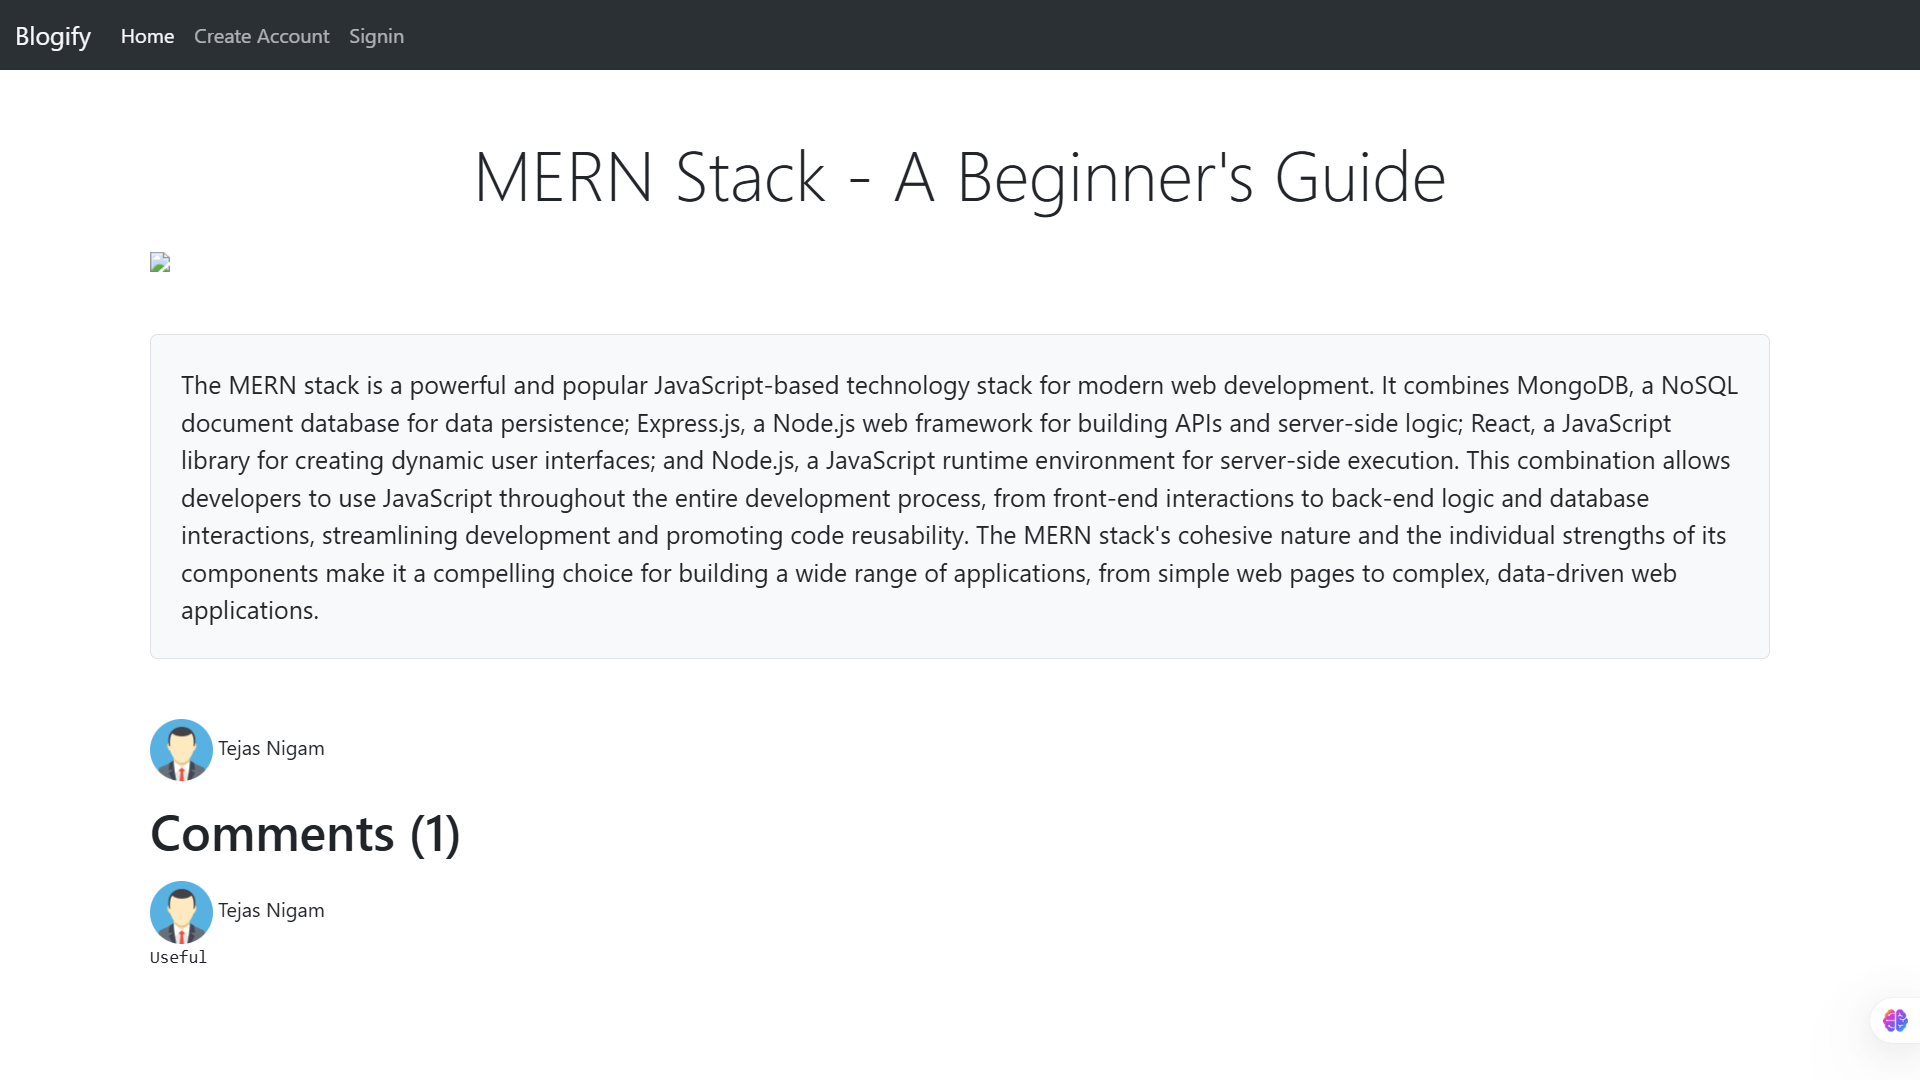 Blogify Home Create Account Signin
MERN Stack - A Beginner's Guide
The MERN stack is a powerful and popular JavaScript-based technology stack for modern web development. It combines MongoDB, a NoSQL
document database for data persistence; Express.js, a Node.js web framework for building APIs and server-side logic; React, a JavaScript
library for creating dynamic user interfaces; and Node.js, a JavaScript runtime environment for server-side execution. This combination allows
developers to use JavaScript throughout the entire development process, from front-end interactions to back-end logic and database
interactions, streamlining development and promoting code reusability. The MERN stack's cohesive nature and the individual strengths of its
components make it a compelling choice for building a wide range of applications, from simple web pages to complex, data-driven web
applications.
Tejas Nigam
Comments (1)
Tejas Nigam
Useful